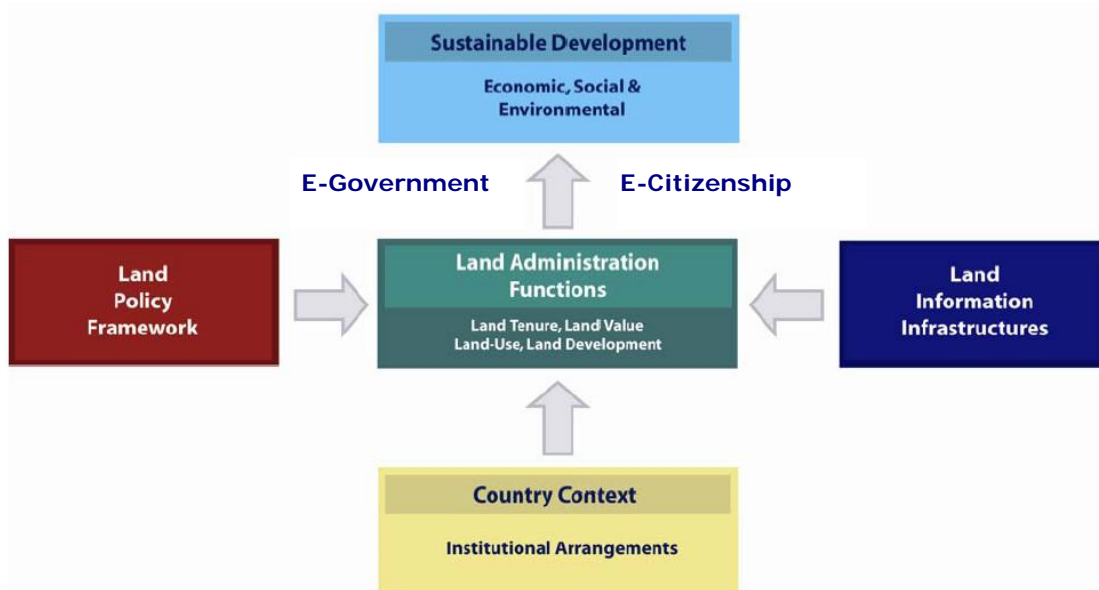 Sustainable Development
Economic, Social &
Environmental
E-Government
E-Citizenship
Land
Policy
Framework
Land Administration
Functions
Land Tenure, Land Value
Land-Use, Land Development
Land
Information
Infrastructures
Country Context
Institutional Arrangements